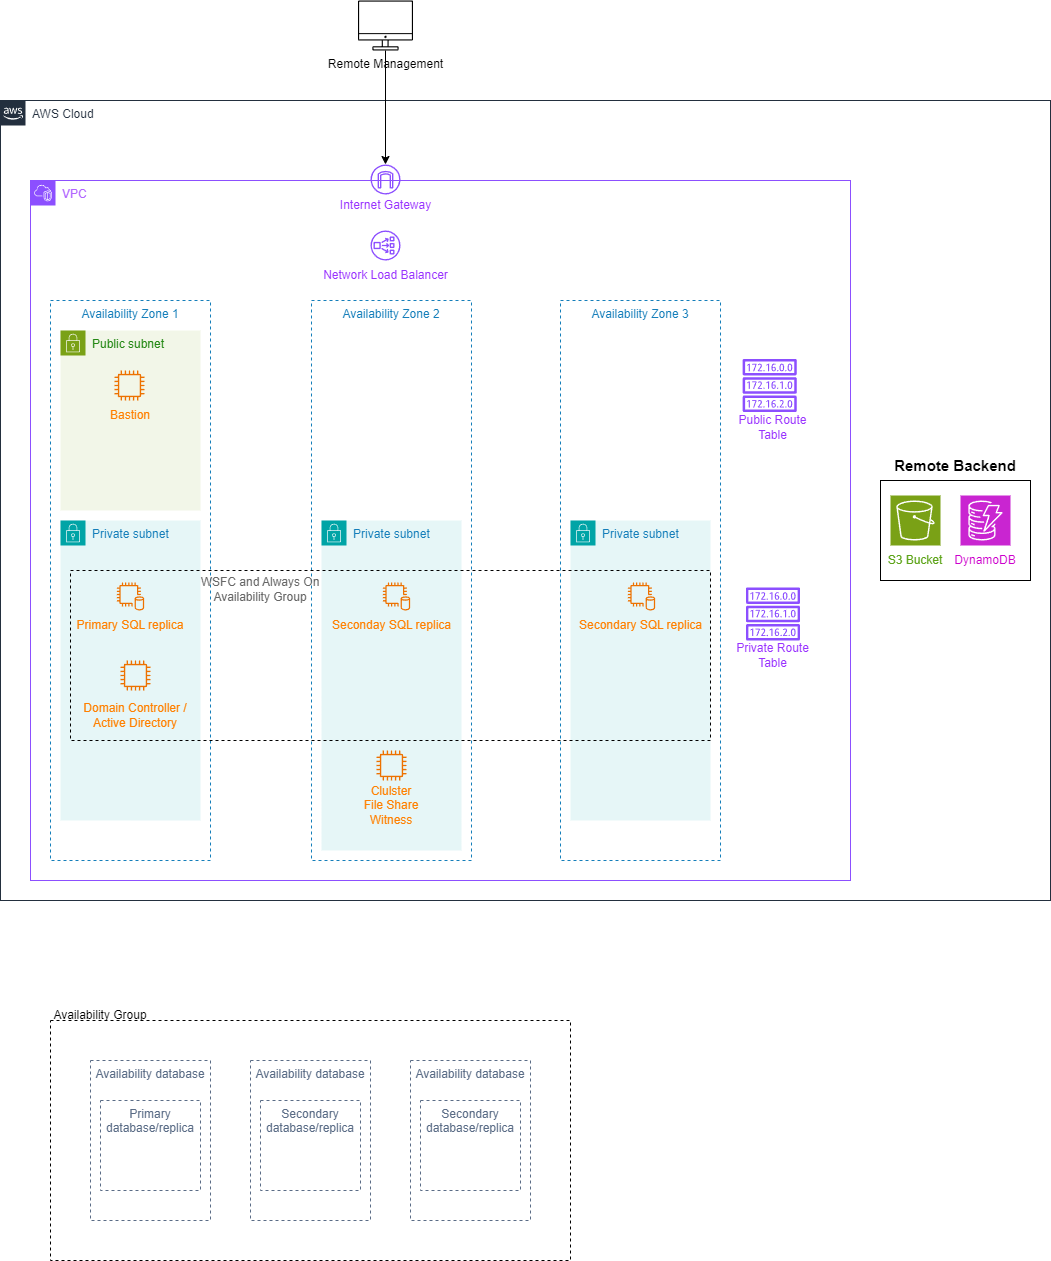 Remote Management
aws
AWS Cloud
VPC
Internet Gateway
Network Load Balancer
Availability Zone 1
Availability Zone 2
Availability Zone 3
Public subnet
Bastion
172.16.0.0
172.16.1.0
172.16.2.0
Public Route
Table
Remote Backend
S3 Bucket
DynamoDB
Private subnet
Private subnet
Private subnet
WSFC and Always On
Availability Group
Primary SQL replica
Seconday SQL replica
Secondary SQL replica
172.16.0.0
172.16.1.0
172.16.2.0
Private Route
Table
Domain Controller /
Active Directory
Clulster
File Share
Witness
Availability Group
Availability database
Availability database
Availability database
Primary
database/replica
Secondary
database/replica
Secondary
database/replica